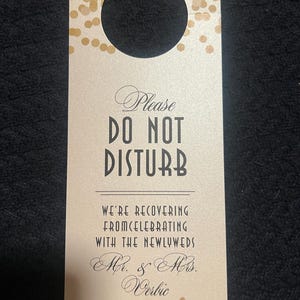 Please
DO NOT
DISTURB
WE'RE RECOVERING
FROMCELEBRATING
WITH THE NEWLYWEDS
Mr. & Mrs.
Verbic